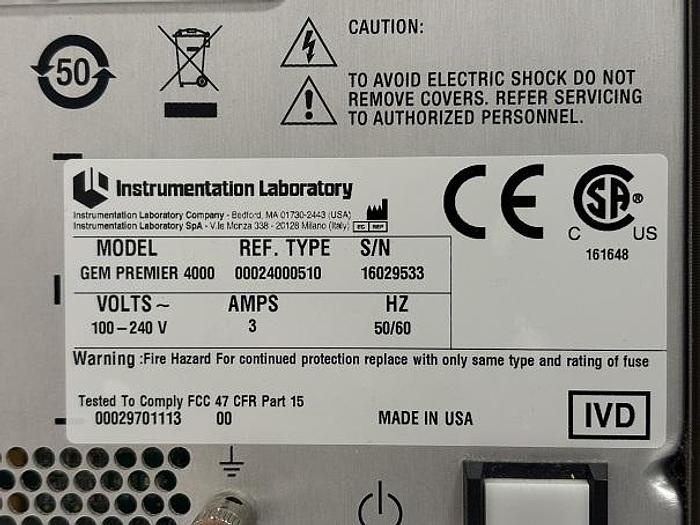 50
CAUTION:
TO AVOID ELECTRIC SHOCK DO NOT
REMOVE COVERS. REFER SERVICING
TO AUTHORIZED PERSONNEL.
Instrumentation Laboratory
Instrumentation Laboratory Company - Bedford, MA 01730-2443 (USA)
Instrumentation Laboratory SpA - V.le Monza 338 - 20128 Milano (Italy) EC REP
CE
SA®
C US
161648
MODEL REF. TYPE S/N
GEM PREMIER 4000 00024000510 16029533
VOLTS ~ AMPS HZ
100-240 V 3 50/60
Warning :Fire Hazard For continued protection replace with only same type and rating of fuse
Tested To Comply FCC 47 CFR Part 15
00029701113 00 MADE IN USA
IVD